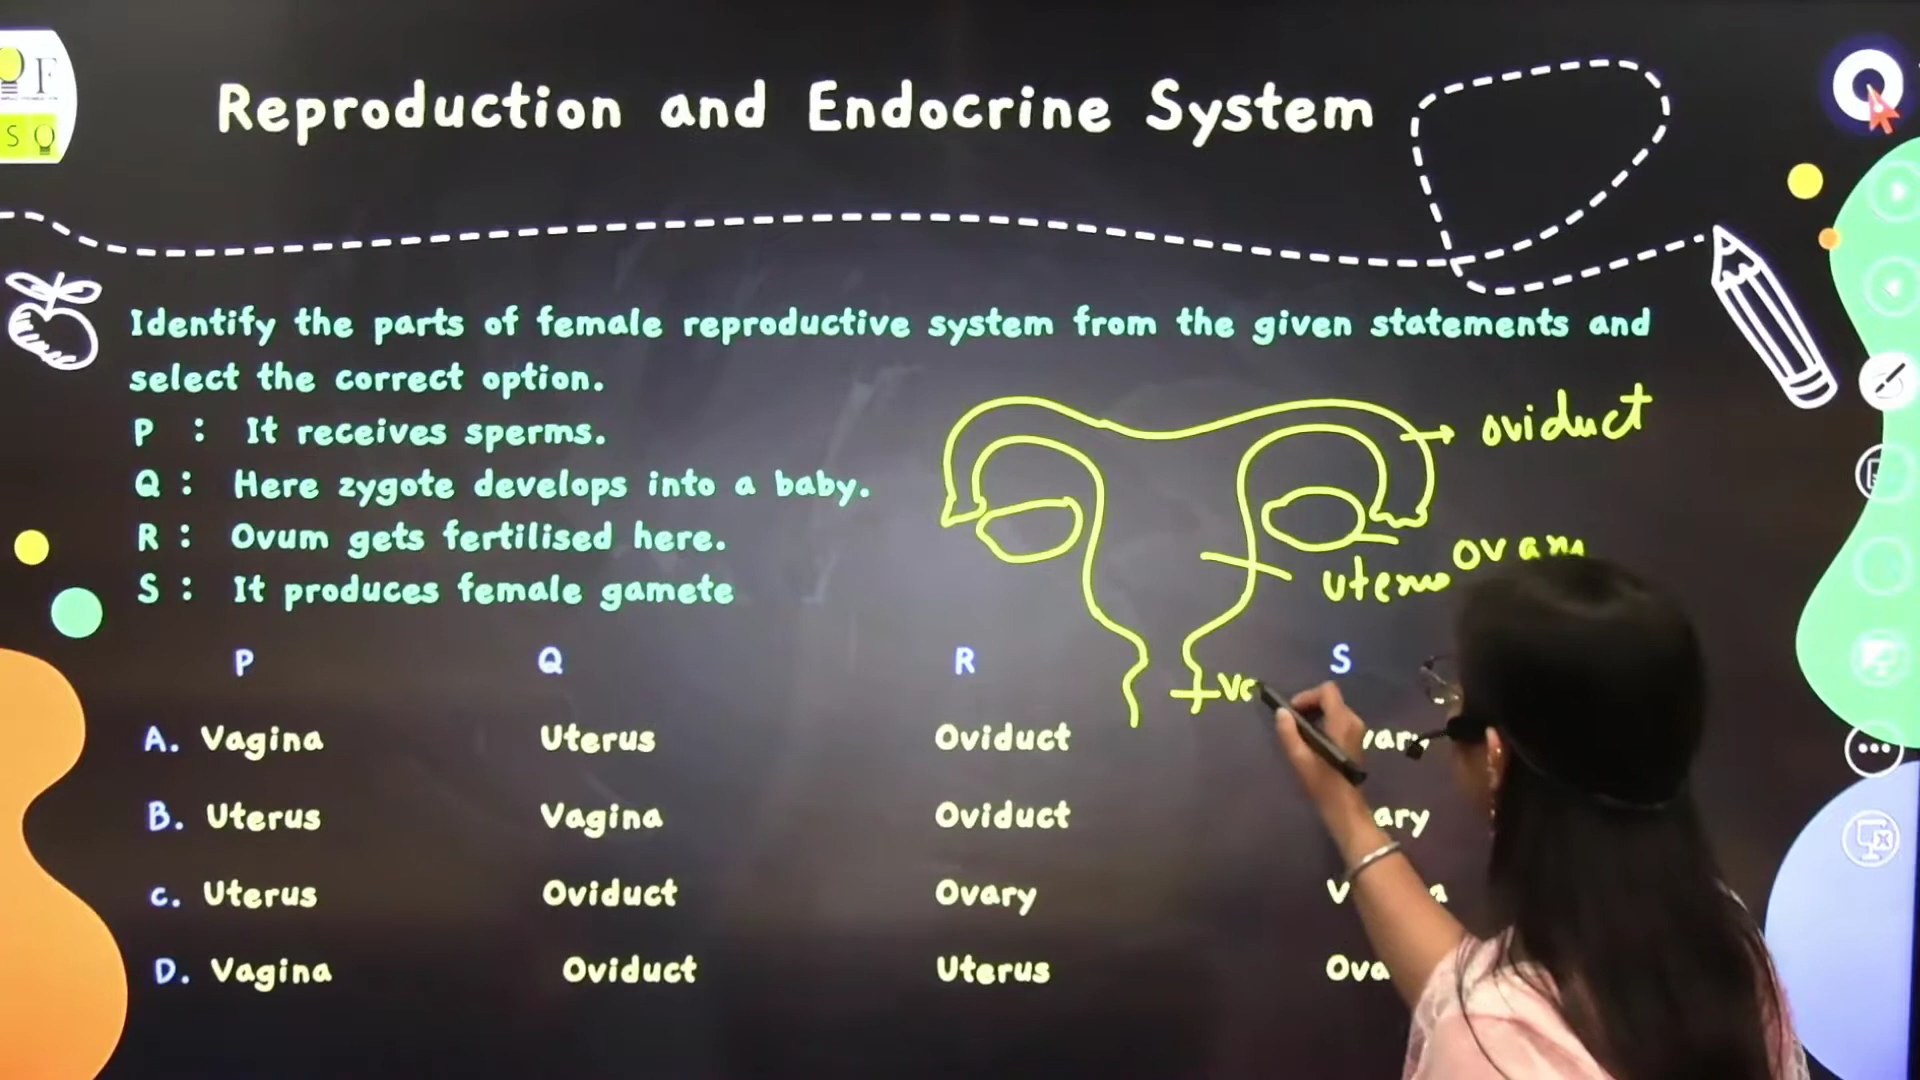 F
SO
Reproduction and Endocrine System
Identify the parts of female reproductive system from the given statements and
select the correct option.
P : It receives sperms.
Q : Here zygote develops into a baby.
R : Ovum gets fertilised here.
S : It produces female gamete
oviduct
uterus
P Q R S
A. Vagina Uterus Oviduct
B. Uterus Vagina Oviduct
C. Uterus Oviduct Ovary
D. Vagina Oviduct Uterus